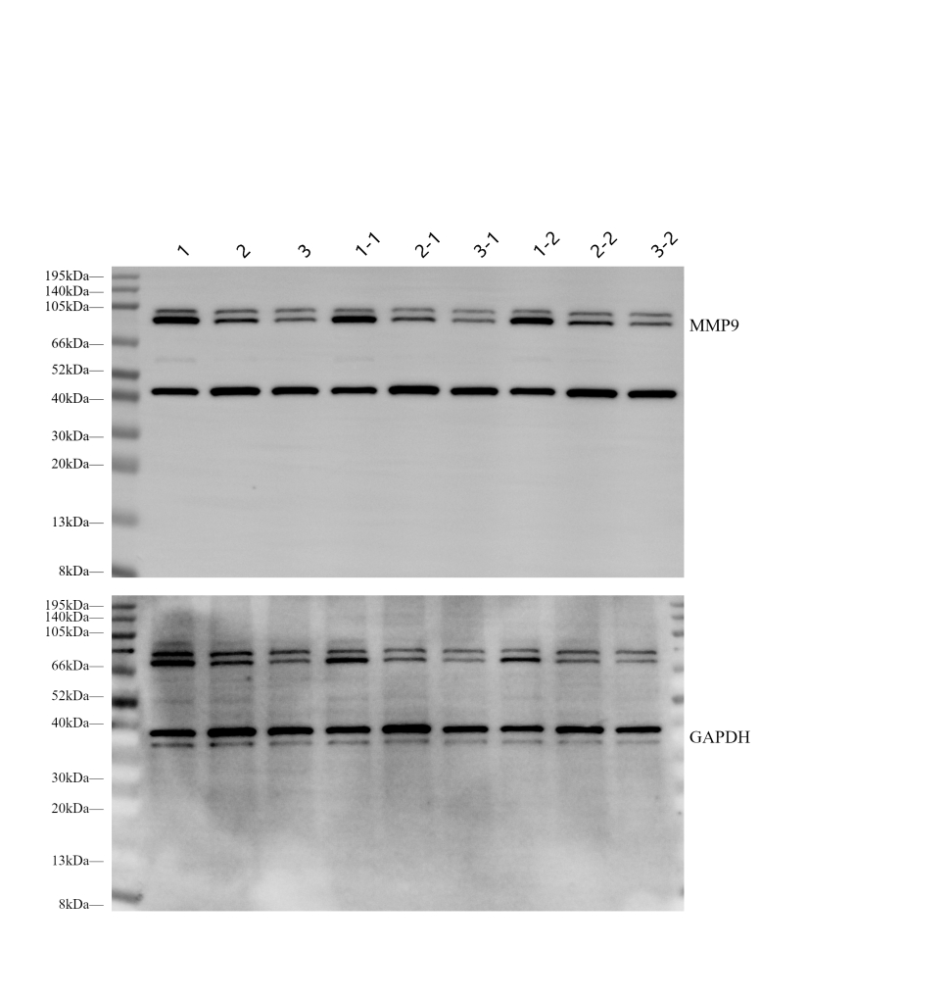 1 2 3 1-1 2-1 3-1 1-2 2-2 3-2
195kDa—
140kDa—
105kDa—
MMP9
66kDa—
52kDa—
40kDa—
30kDa—
20kDa—
13kDa—
8kDa—
195kDa—
140kDa—
105kDa—
66kDa—
52kDa—
40kDa—
GAPDH
30kDa—
20kDa—
13kDa—
8kDa—